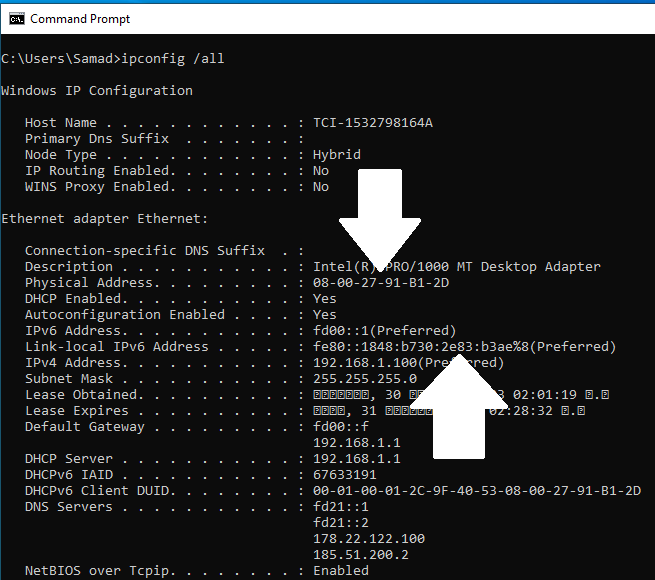 Command Prompt
C:\Users\Samad>ipconfig /all
Windows IP Configuration
Host Name . . . . . . . . . . . . : TCI-1532798164A
Primary Dns Suffix . . . . . . . :
Node Type . . . . . . . . . . . . : Hybrid
IP Routing Enabled. . . . . . . . : No
WINS Proxy Enabled. . . . . . . . : No
Ethernet adapter Ethernet:
Connection-specific DNS Suffix . :
Description . . . . . . . . . . . : Intel(R) PRO/1000 MT Desktop Adapter
Physical Address. . . . . . . . . : 08-00-27-91-B1-2D
DHCP Enabled. . . . . . . . . . . : Yes
Autoconfiguration Enabled . . . . : Yes
IPv6 Address. . . . . . . . . . . : fd00::1(Preferred)
Link-local IPv6 Address . . . . . : fe80::1848:b730:2e83:b3ae%8(Preferred)
IPv4 Address. . . . . . . . . . . : 192.168.1.100(Preferred)
Subnet Mask . . . . . . . . . . . : 255.255.255.0
Lease Obtained. . . . . . . . . . : , 30 3 02:01:19 .
Lease Expires . . . . . . . . . . : , 31 02:28:32 .
Default Gateway . . . . . . . . . : fd00::f
192.168.1.1
DHCP Server . . . . . . . . . . . : 192.168.1.1
DHCPv6 IAID . . . . . . . . . . . : 67633191
DHCPv6 Client DUID. . . . . . . . : 00-01-00-01-2C-9F-40-53-08-00-27-91-B1-2D
DNS Servers . . . . . . . . . . . : fd21::1
fd21::2
178.22.122.100
185.51.200.2
NetBIOS over Tcpip. . . . . . . . : Enabled